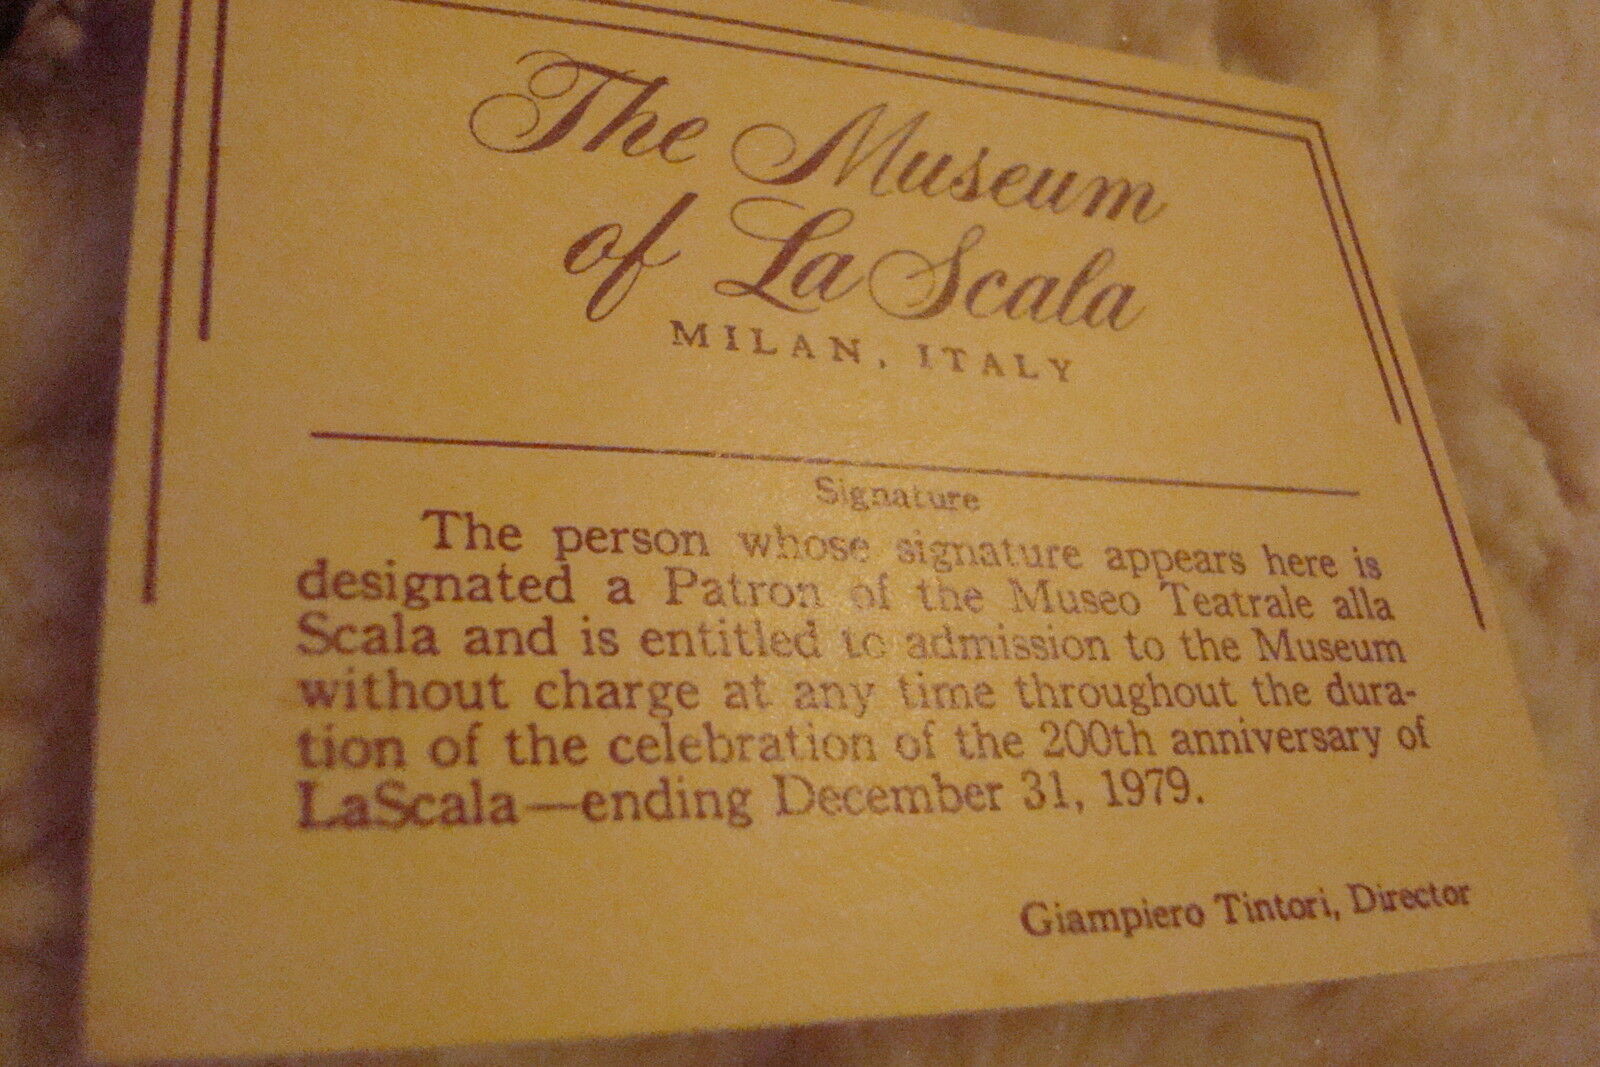 The Museum
of La Scala
MILAN, ITALY
Signature
The person whose signature appears here is
designated a Patron of the Museo Teatrale alla
Scala and is entitled to admission to the Museum
without charge at any time throughout the dura-
tion of the celebration of the 200th anniversary of
LaScala—ending December 31, 1979.
Giampiero Tintori, Director